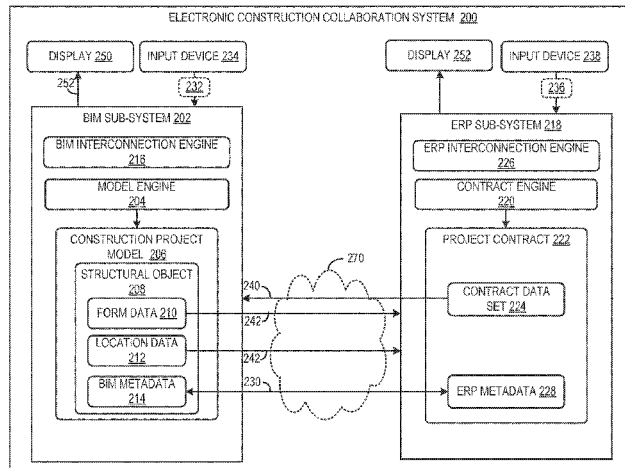 ELECTRONIC CONSTRUCTION COLLABORATION SYSTEM 200
DISPLAY 250
INPUT DEVICE 234
DISPLAY 252
INPUT DEVICE 238
252
232
236
BIM SUB-SYSTEM 202
ERP SUB-SYSTEM 218
BIM INTERCONNECTION ENGINE
216
ERP INTERCONNECTION ENGINE
226
MODEL ENGINE
204
CONTRACT ENGINE
220
CONSTRUCTION PROJECT
MODEL 206
270
PROJECT CONTRACT 222
STRUCTURAL OBJECT
208
240
CONTRACT DATA
SET 224
FORM DATA 210
242
LOCATION DATA
212
242
BIM METADATA
214
230
ERP METADATA 228